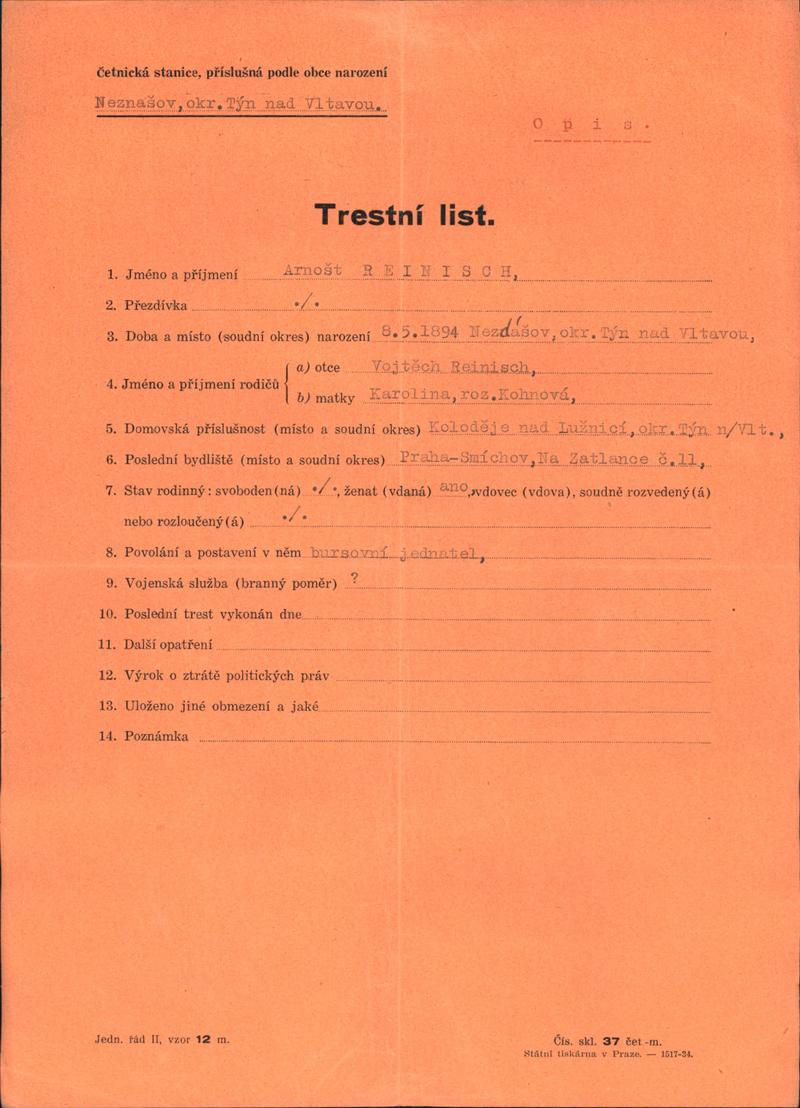 Četnická stanice, příslušná podle obce narození
Neznašov,okr.Týn nad Vltavou.
O p i s .
Trestní list.
1. Jméno a příjmení Arnošt R E I N I S C H,
2. Přezdívka ./.
3. Doba a místo (soudní okres) narození 8.5.1894 Nezdášov,okr.Týn nad Vltavou,
4. Jméno a příjmení rodičů
a) otce Vojtěch Reinisch,
b) matky Karolina,roz.Kohnová,
5. Domovská příslušnost (místo a soudní okres) Koloděje nad Lužnicí,okr.Týn n/Vlt.,
6. Poslední bydliště (místo a soudní okres) Praha-Smíchov,Na Zatlance č.11,
7. Stav rodinný: svoboden(ná) ./., ženat (vdaná) ano, vdovec (vdova), soudně rozvedený(á)
nebo rozloučený(á) ./.
8. Povolání a postavení v něm bursovní jednatel,
9. Vojenská služba (branný poměr) ?
10. Poslední trest vykonán dne
11. Další opatření
12. Výrok o ztrátě politických práv
13. Uloženo jiné obmezení a jaké
14. Poznámka
Jedn. řád II, vzor 12 m.
Čís. skl. 37 čet.-m.
Státní tiskárna v Praze. — 1517-34.